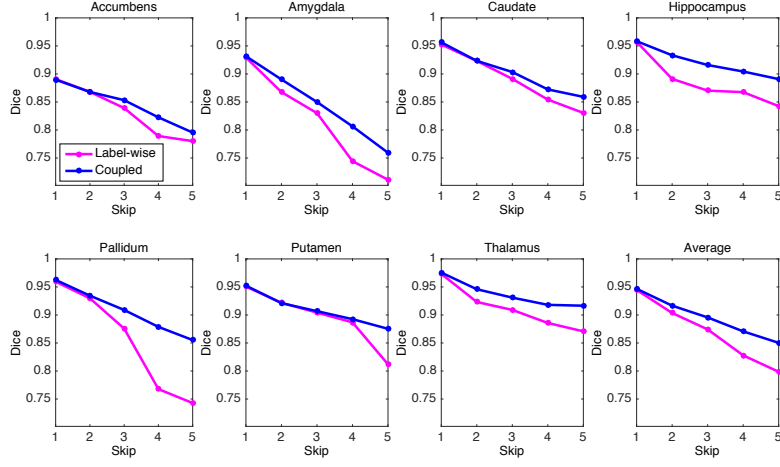 Accumbens
Amygdala
Caudate
Hippocampus
1
0.95
0.9
0.85
0.8
0.75
Dice
Label-wise
Coupled
1 2 3 4 5
Skip
1
0.95
0.9
0.85
0.8
0.75
Dice
1 2 3 4 5
Skip
1
0.95
0.9
0.85
0.8
0.75
Dice
1 2 3 4 5
Skip
1
0.95
0.9
0.85
0.8
0.75
Dice
1 2 3 4 5
Skip
Pallidum
Putamen
Thalamus
Average
1
0.95
0.9
0.85
0.8
0.75
Dice
1 2 3 4 5
Skip
1
0.95
0.9
0.85
0.8
0.75
Dice
1 2 3 4 5
Skip
1
0.95
0.9
0.85
0.8
0.75
Dice
1 2 3 4 5
Skip
1
0.95
0.9
0.85
0.8
0.75
Dice
1 2 3 4 5
Skip